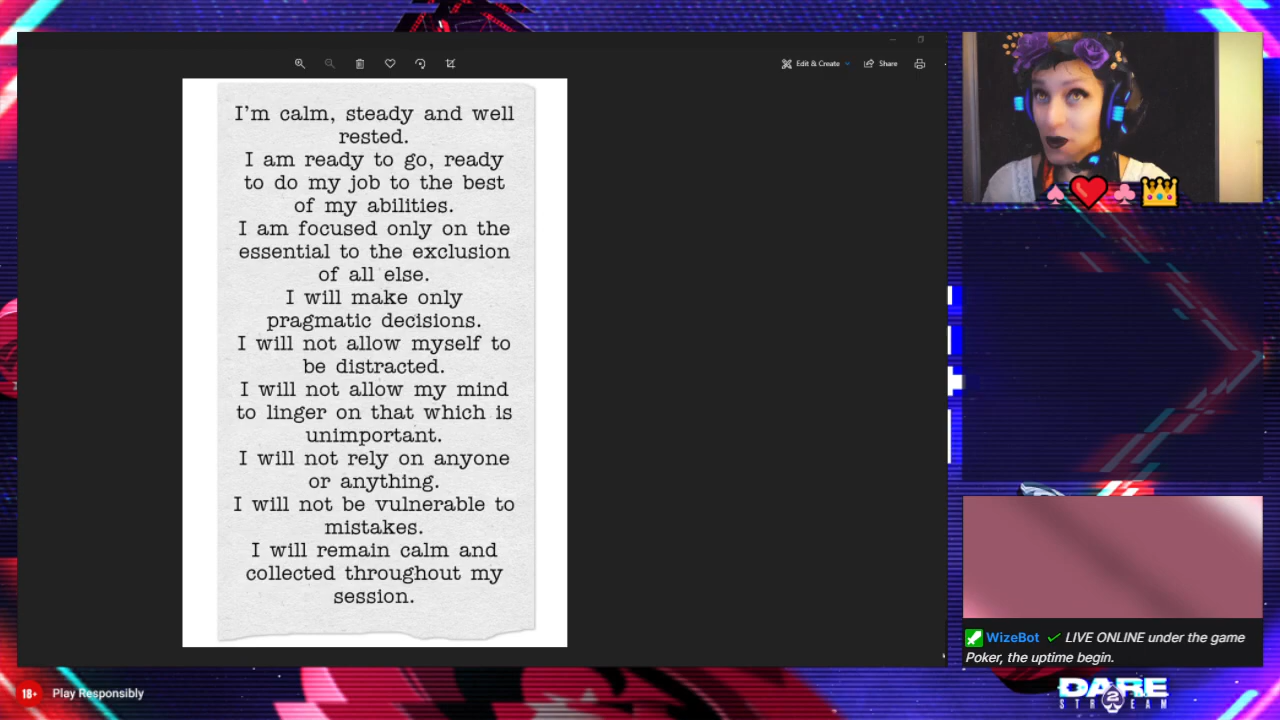 Edit & Create
Share
I'm calm, steady and well
rested.
I am ready to go, ready
to do my job to the best
of my abilities.
I am focused only on the
essential to the exclusion
of all else.
I will make only
pragmatic decisions.
I will not allow myself to
be distracted.
I will not allow my mind
to linger on that which is
unimportant.
I will not rely on anyone
or anything.
I will not be vulnerable to
mistakes.
I will remain calm and
collected throughout my
session.
WizeBot ✓ LIVE ONLINE under the game
Poker, the uptime begin.
18+ Play Responsibly
DARE
2
STREAM